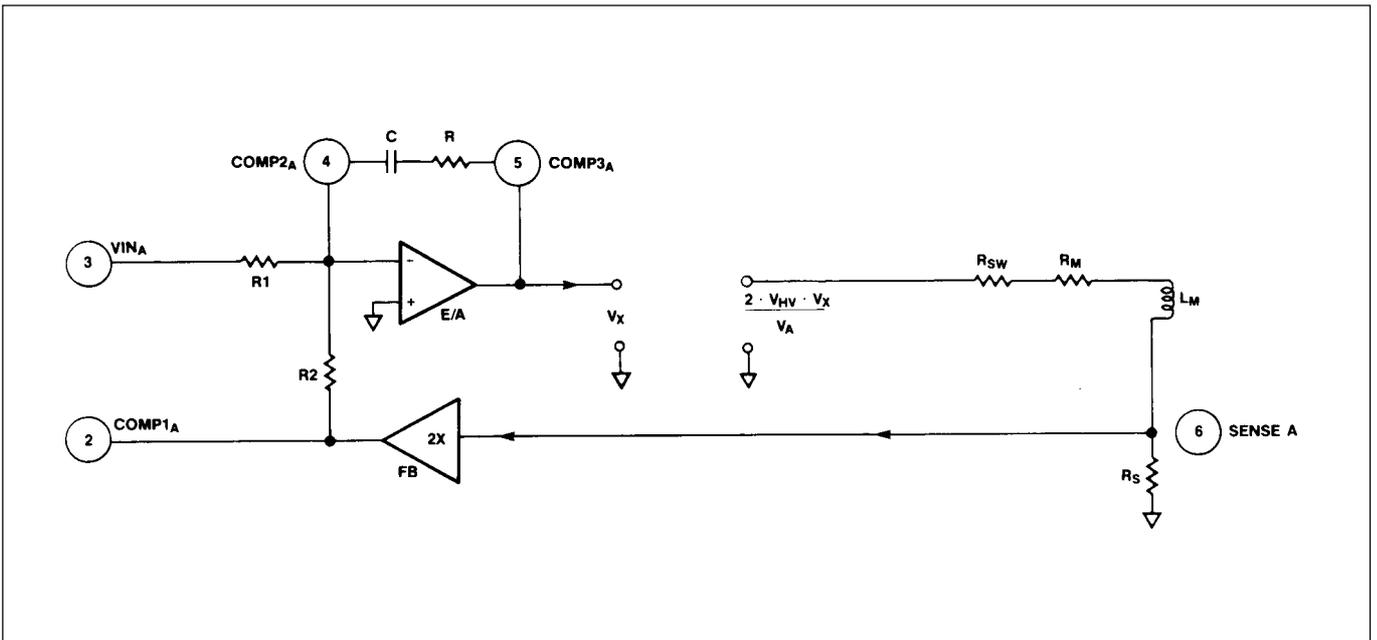 C
R
COMP2A
4
5
COMP3A
3
VINA
R1
-
+
E/A
VX
2 · VHV · VX
VA
RSW
RM
LM
R2
2
COMP1A
2X
FB
6
SENSE A
RS